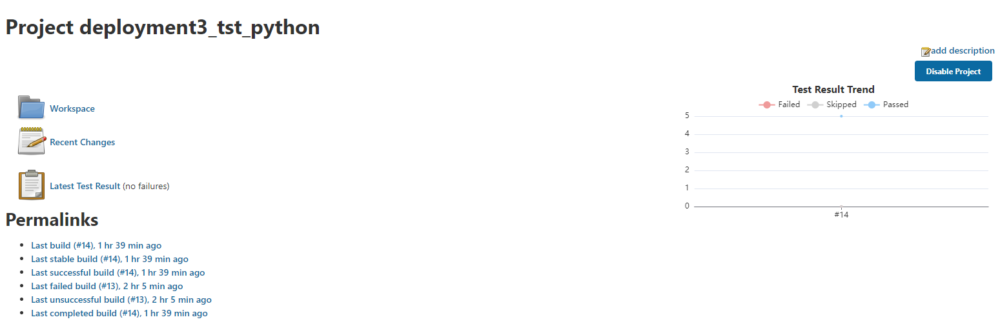 Project deployment3_tst_python
add description
Disable Project
Workspace
Recent Changes
Latest Test Result (no failures)
Test Result Trend
Failed Skipped Passed
5
4
3
2
1
0
#14
Permalinks
Last build (#14), 1 hr 39 min ago
Last stable build (#14), 1 hr 39 min ago
Last successful build (#14), 1 hr 39 min ago
Last failed build (#13), 2 hr 5 min ago
Last unsuccessful build (#13), 2 hr 5 min ago
Last completed build (#14), 1 hr 39 min ago